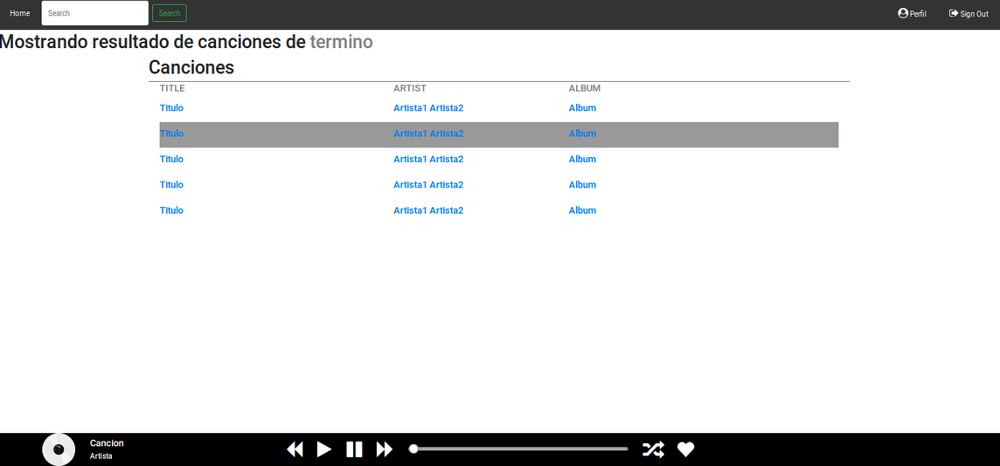 Home Search Search Perfil Sign Out
Mostrando resultado de canciones de termino
Canciones
TITLE ARTIST ALBUM
Titulo Artista1 Artista2 Album
Titulo Artista1 Artista2 Album
Titulo Artista1 Artista2 Album
Titulo Artista1 Artista2 Album
Titulo Artista1 Artista2 Album
Cancion
Artista